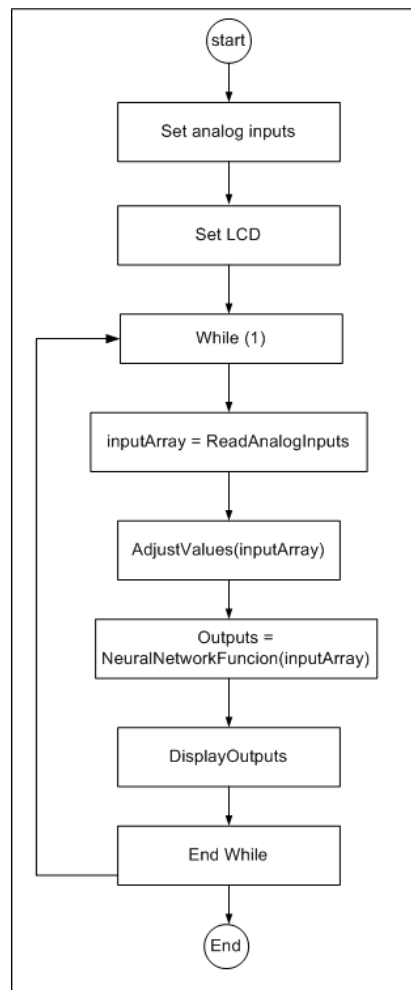 start
Set analog inputs
Set LCD
While (1)
inputArray = ReadAnalogInputs
AdjustValues(inputArray)
Outputs =
NeuralNetworkFuncion(inputArray)
DisplayOutputs
End While
End